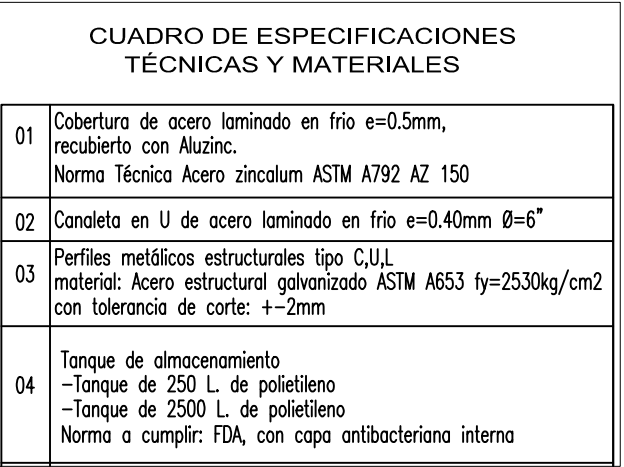 CUADRO DE ESPECIFICACIONES
TÉCNICAS Y MATERIALES
01
Cobertura de acero laminado en frio e=0.5mm,
recubierto con Aluzinc.
Norma Técnica Acero zincalum ASTM A792 AZ 150
02
Canaleta en U de acero laminado en frio e=0.40mm Ø=6"
03
Perfiles metálicos estructurales tipo C,U,L
material: Acero estructural galvanizado ASTM A653 fy=2530kg/cm2
con tolerancia de corte: +-2mm
04
Tanque de almacenamiento
-Tanque de 250 L. de polietileno
-Tanque de 2500 L. de polietileno
Norma a cumplir: FDA, con capa antibacteriana interna